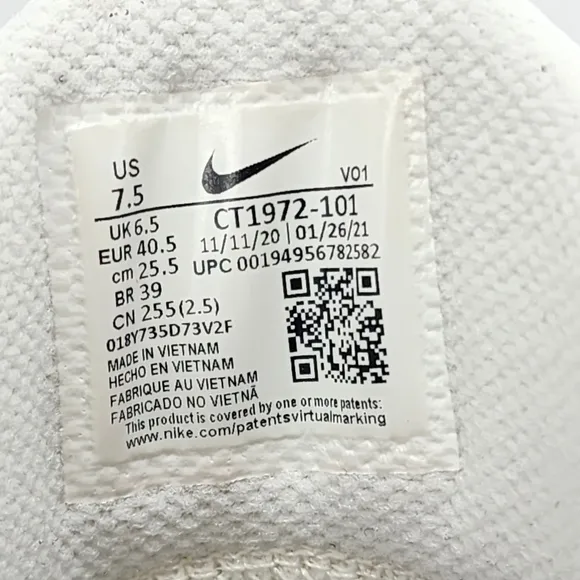 US
7.5
V01
UK 6.5
CT1972-101
EUR 40.5
11/11/20 | 01/26/21
cm 25.5
UPC 00194956782582
BR 39
CN 255(2.5)
018Y735D73V2F
MADE IN VIETNAM
HECHO EN VIETNAM
FABRIQUE AU VIETNAM
FABRICADO NO VIETNÃ
This product is covered by one or more patents:
www.nike.com/patentsvirtualmarking